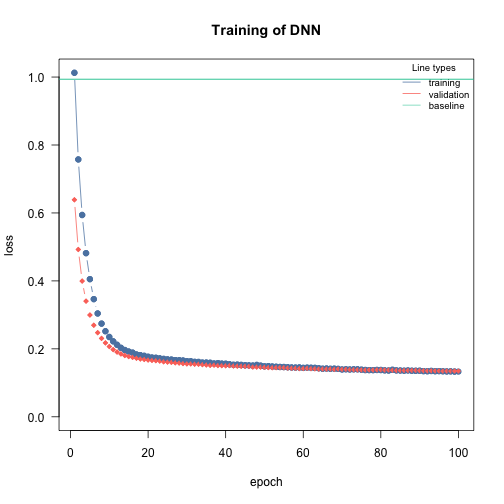 Training of DNN
Line types
training
validation
baseline
1.0
0.8
0.6
0.4
0.2
0.0
loss
0 20 40 60 80 100
epoch